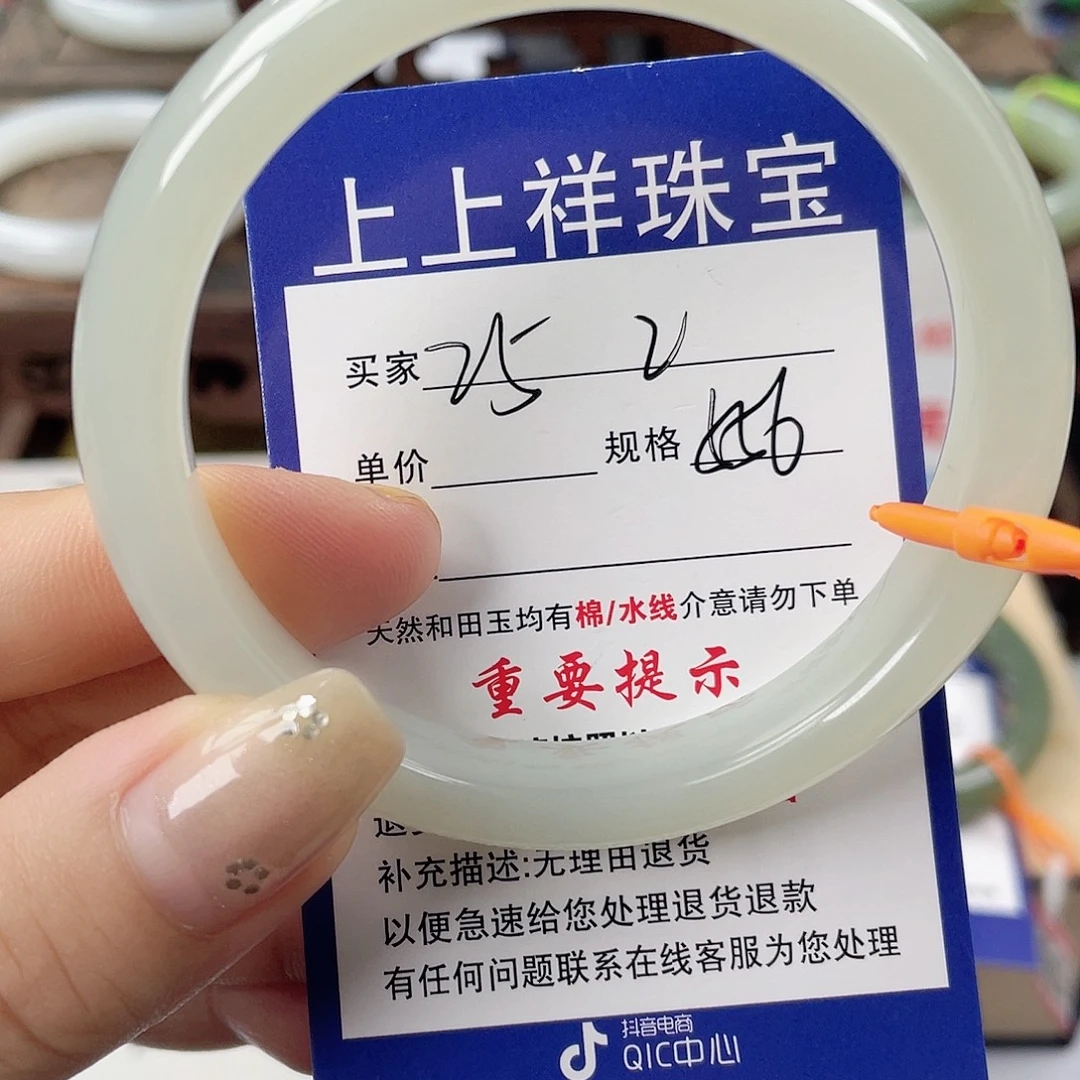 上上祥珠宝
买家 25 2
单价 规格
天然和田玉均有棉/水线介意请勿下单
重要提示
补充描述:无理由退货
以便急速给您处理退货退款
有任何问题联系在线客服为您处理
抖音电商
QIC中心